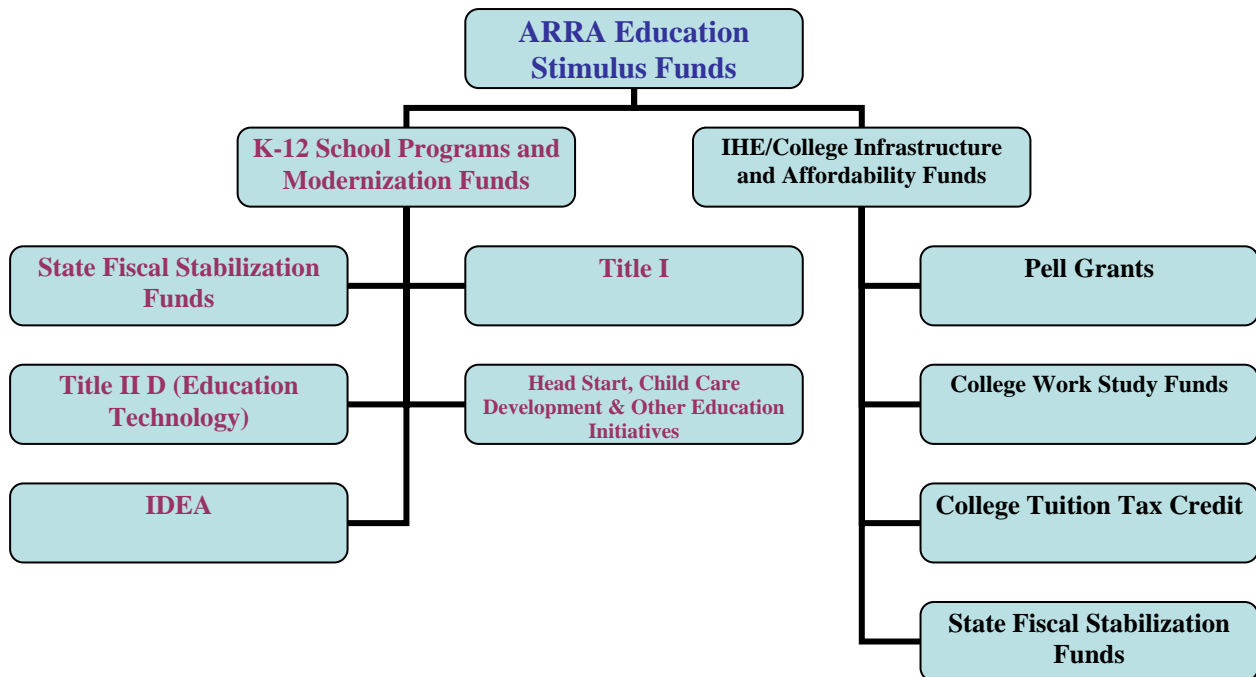 ARRA Education
Stimulus Funds
K-12 School Programs and
Modernization Funds
IHE/College Infrastructure
and Affordability Funds
State Fiscal Stabilization
Funds
Title I
Pell Grants
Title II D (Education
Technology)
Head Start, Child Care
Development & Other Education
Initiatives
College Work Study Funds
IDEA
College Tuition Tax Credit
State Fiscal Stabilization
Funds